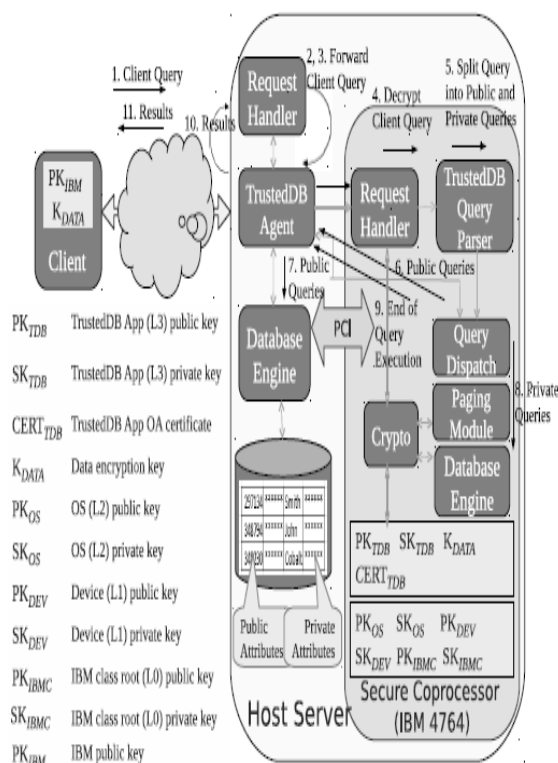 1. Client Query
11. Results
10. Results
2, 3. Forward
Client Query
4. Decrypt
Client Query
5. Split Query
into Public and
Private Queries
Request
Handler
PK_IBM
K_DATA
Client
TrustedDB
Agent
Request
Handler
TrustedDB
Query
Parser
6. Public Queries
7. Public
Queries
Database
Engine
PCI
9. End of
Query
Execution
Query
Dispatch
8. Private
Queries
Paging
Module
Crypto
Database
Engine
297134 ****** Smith ******
****** John ******
****** Cobalt ******
Public
Attributes
Private
Attributes
PK_TDB SK_TDB K_DATA
CERT_TDB
PK_OS SK_OS PK_DEV
SK_DEV PK_IBMC SK_IBMC
Host Server
Secure Coprocessor
(IBM 4764)
PK_TDB TrustedDB App (L3) public key
SK_TDB TrustedDB App (L3) private key
CERT_TDB TrustedDB App OA certificate
K_DATA Data encryption key
PK_OS OS (L2) public key
SK_OS OS (L2) private key
PK_DEV Device (L1) public key
SK_DEV Device (L1) private key
PK_IBMC IBM class root (L0) public key
SK_IBMC IBM class root (L0) private key
PK_IBM IBM public key